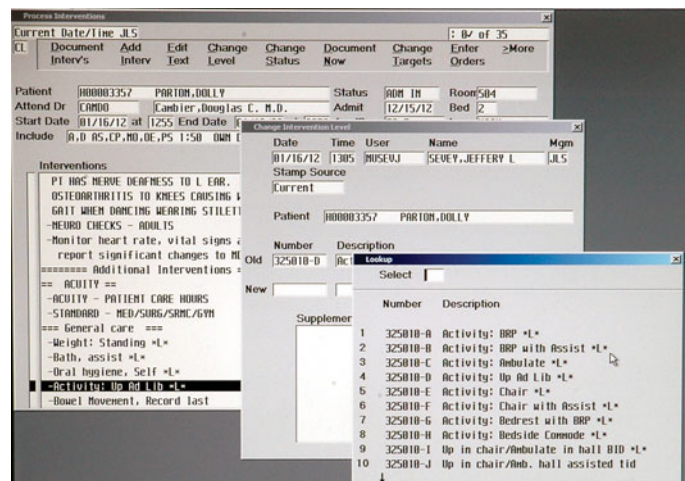 Process Interventions
Current Date/Time JLS
of 35
CL Document Interv's Add Interv Edit Text Change Level Change Status Document Now Change Targets Enter Orders >More
Patient H00003357 PARTON,DOLLY Status ADM IN Room 504
Attend Dr CAMDO Cambier,Douglas C. M.D. Admit 12/15/12 Bed 2
Start Date 01/16/12 at 1255 End Date
Include A,D AS,CP,MO,OE,PS 1:50 OWN
Interventions
PT HAS NERVE DEAFNESS TO L EAR.
OSTEOARTHRITIS TO KNEES CAUSING
GAIT WHEN DANCING WEARING STILETT
-NEURO CHECKS - ADULTS
-Monitor heart rate, vital signs
report significant changes to
======== Additional Interventions
== ACUITY ==
-ACUITY - PATIENT CARE HOURS
-STANDARD - MED/SURG/SRMC/GYN
=== General care ===
-Weight: Standing *L*
-Bath, assist *L*
-Oral hygiene, Self *L*
-Activity: Up Ad Lib *L*
-Bowel Movement, Record last
Change Intervention Level
Date Time User Name Mgm
01/16/12 1305 NUSEVJ SEVEY,JEFFERY L JLS
Stamp Source
Current
Patient H00003357 PARTON,DOLLY
Number Description
Old 325010-D
New
Supplemen
Lookup
Select
Number Description
1 325010-A Activity: BRP *L*
2 325010-B Activity: BRP with Assist *L*
3 325010-C Activity: Ambulate *L*
4 325010-D Activity: Up Ad Lib *L*
5 325010-E Activity: Chair *L*
6 325010-F Activity: Chair with Assist *L*
7 325010-G Activity: Bedrest with BRP *L*
8 325010-H Activity: Bedside Commode *L*
9 325010-I Up in chair/Ambulate in hall BID *L*
10 325010-J Up in chair/Amb. hall assisted tid